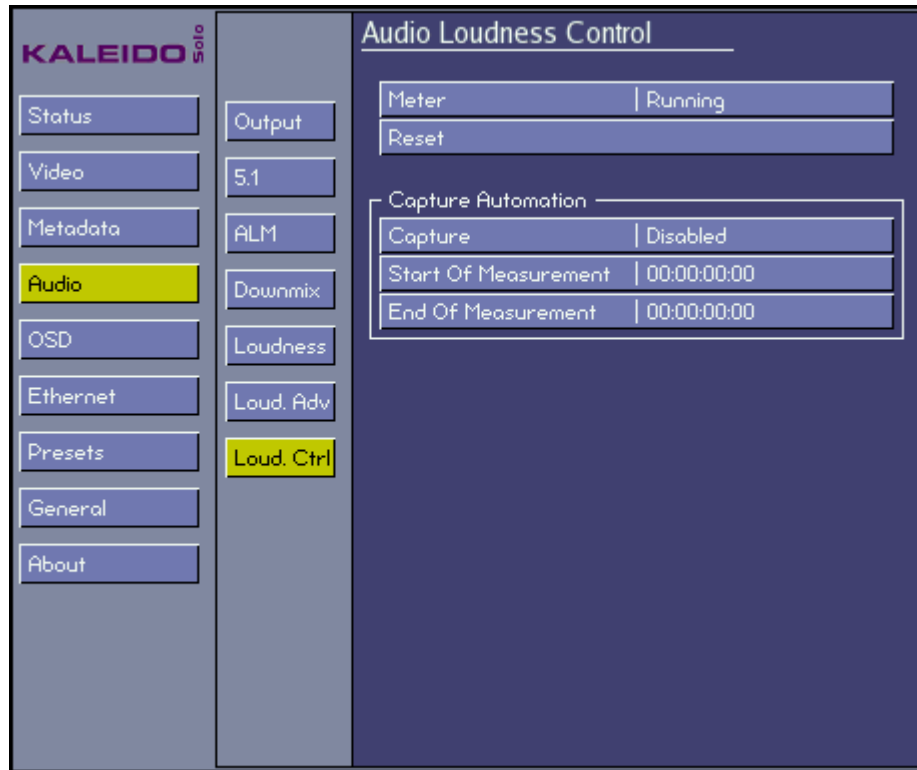 KALEIDO Solo
Status
Video
Metadata
Audio
OSD
Ethernet
Presets
General
About
Output
5.1
ALM
Downmix
Loudness
Loud. Adv
Loud. Ctrl
Audio Loudness Control
Meter Running
Reset
Capture Automation
Capture Disabled
Start Of Measurement 00:00:00:00
End Of Measurement 00:00:00:00